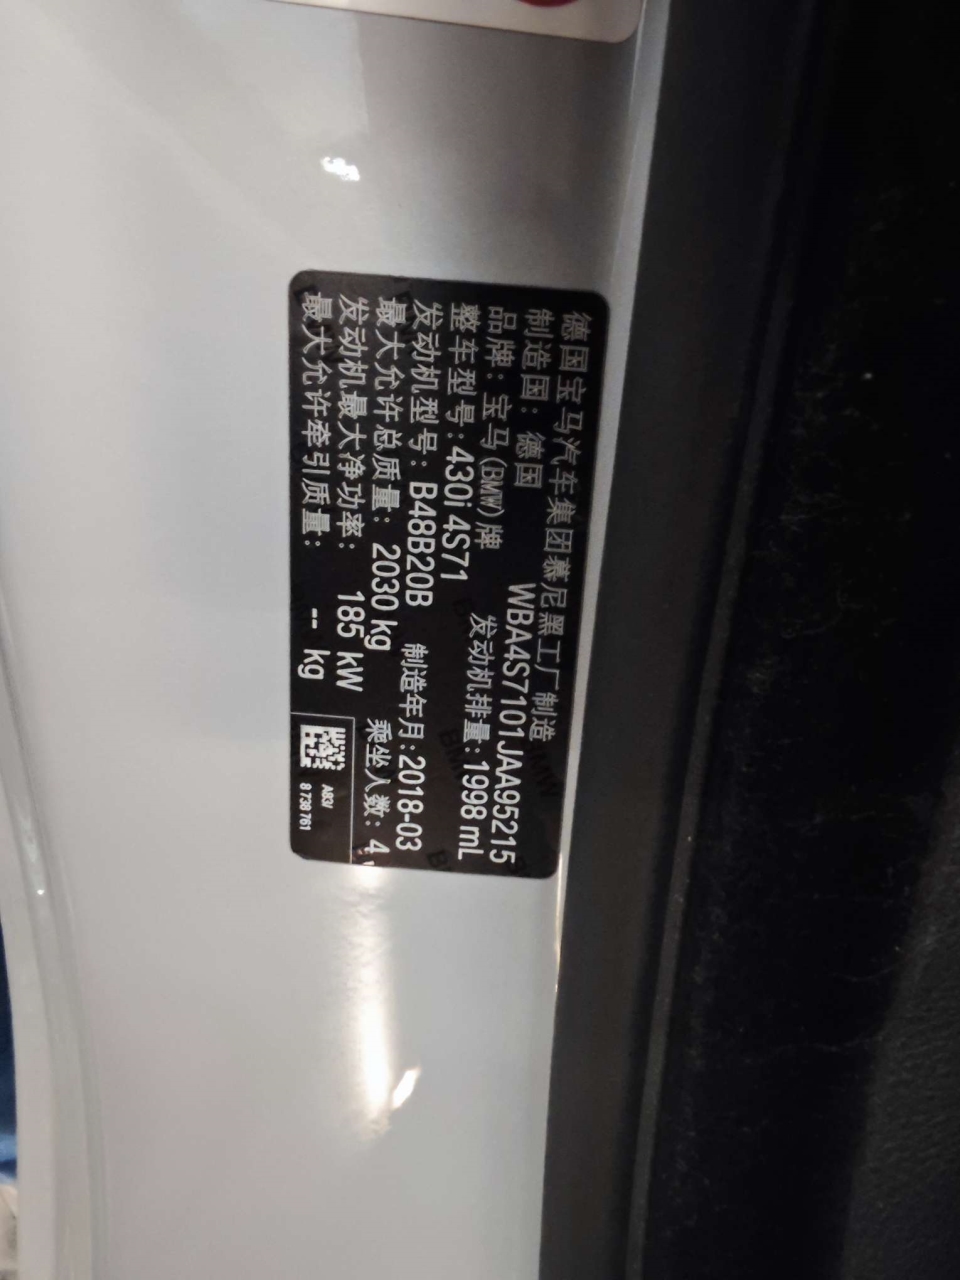 德国宝马汽车集团慕尼黑工厂制造
制造国：德国 WBA4S7101JAA95215
品牌：宝马(BMW)牌 发动机排量：1998 mL
整车型号：430i 4S71
发动机型号：B48B20B 制造年月：2018-03
最大允许总质量：2030 kg 乘坐人数：4
发动机最大净功率：185 kW
最大允许牵引质量：-- kg
A83/
8 738 761